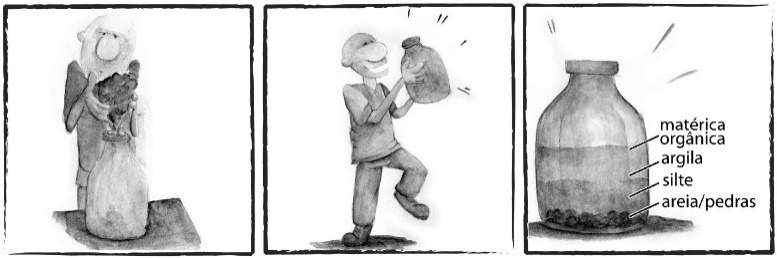 matérica
orgânica
argila
silte
areia/pedras